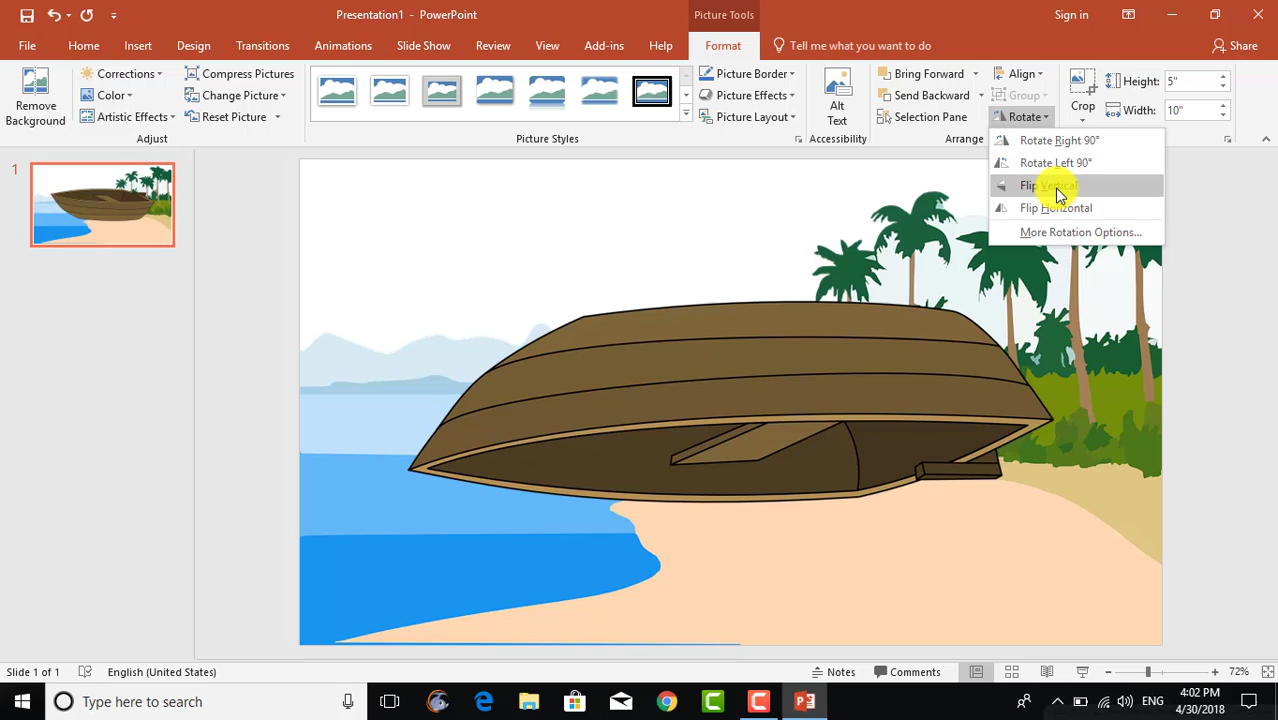 Presentation1 - PowerPoint
Picture Tools
Sign in
File
Home
Insert
Design
Transitions
Animations
Slide Show
Review
View
Add-ins
Help
Format
Tell me what you want to do
Share
Remove
Background
Corrections
Color
Artistic Effects
Compress Pictures
Change Picture
Reset Picture
Adjust
Picture Styles
Picture Border
Picture Effects
Picture Layout
Alt
Text
Accessibility
Bring Forward
Send Backward
Selection Pane
Align
Group
Rotate
Arrange
Crop
Height:
5"
Width:
10"
Rotate Right 90°
Rotate Left 90°
Flip Vertical
Flip Horizontal
More Rotation Options...
1
Slide 1 of 1
English (United States)
Notes
Comments
72%
Type here to search
ENG
4:02 PM
4/30/2018